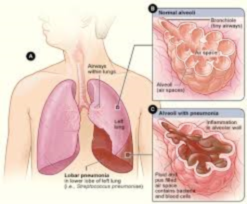 A
Airways
within lungs
Left
lung
Lobar pneumonia
in lower lobe of left lung
(i.e., Streptococcus pneumoniae)
B
Normal alveoli
Bronchiole
(tiny airways)
Air space
Alveoli
(air spaces)
C
Alveoli with pneumonia
Inflammation
in alveolar wall
Fluid and
pus filled
air space
contains bacteria
and blood cells